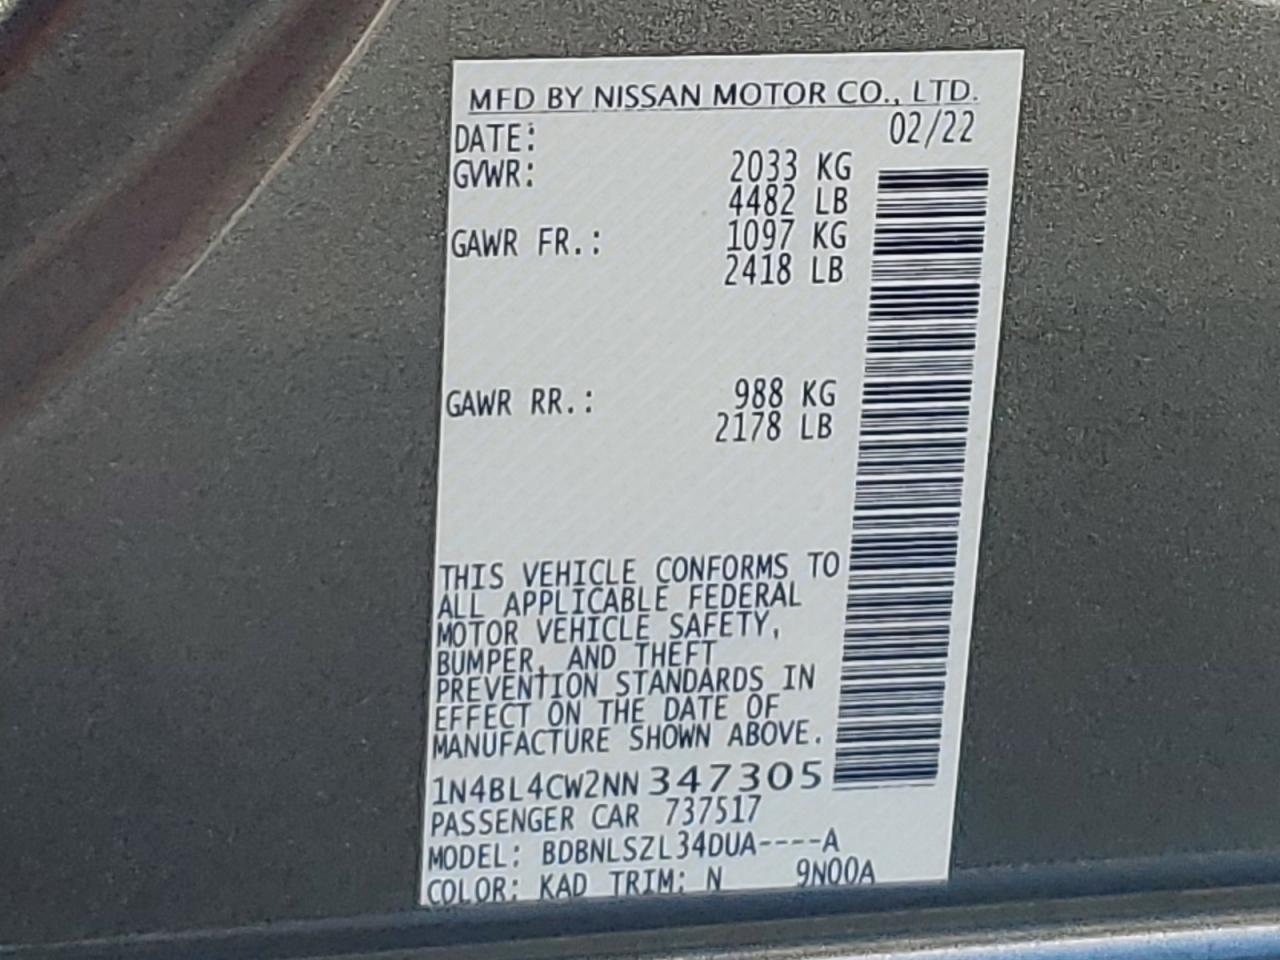 MFD BY NISSAN MOTOR CO., LTD.
DATE: 02/22
GVWR: 2033 KG
4482 LB
GAWR FR.: 1097 KG
2418 LB
GAWR RR.: 988 KG
2178 LB
THIS VEHICLE CONFORMS TO
ALL APPLICABLE FEDERAL
MOTOR VEHICLE SAFETY,
BUMPER, AND THEFT
PREVENTION STANDARDS IN
EFFECT ON THE DATE OF
MANUFACTURE SHOWN ABOVE.
1N4BL4CW2NN347305
PASSENGER CAR 737517
MODEL: BDBNLSZL34DUA----A
COLOR: KAD TRIM: N 9N00A